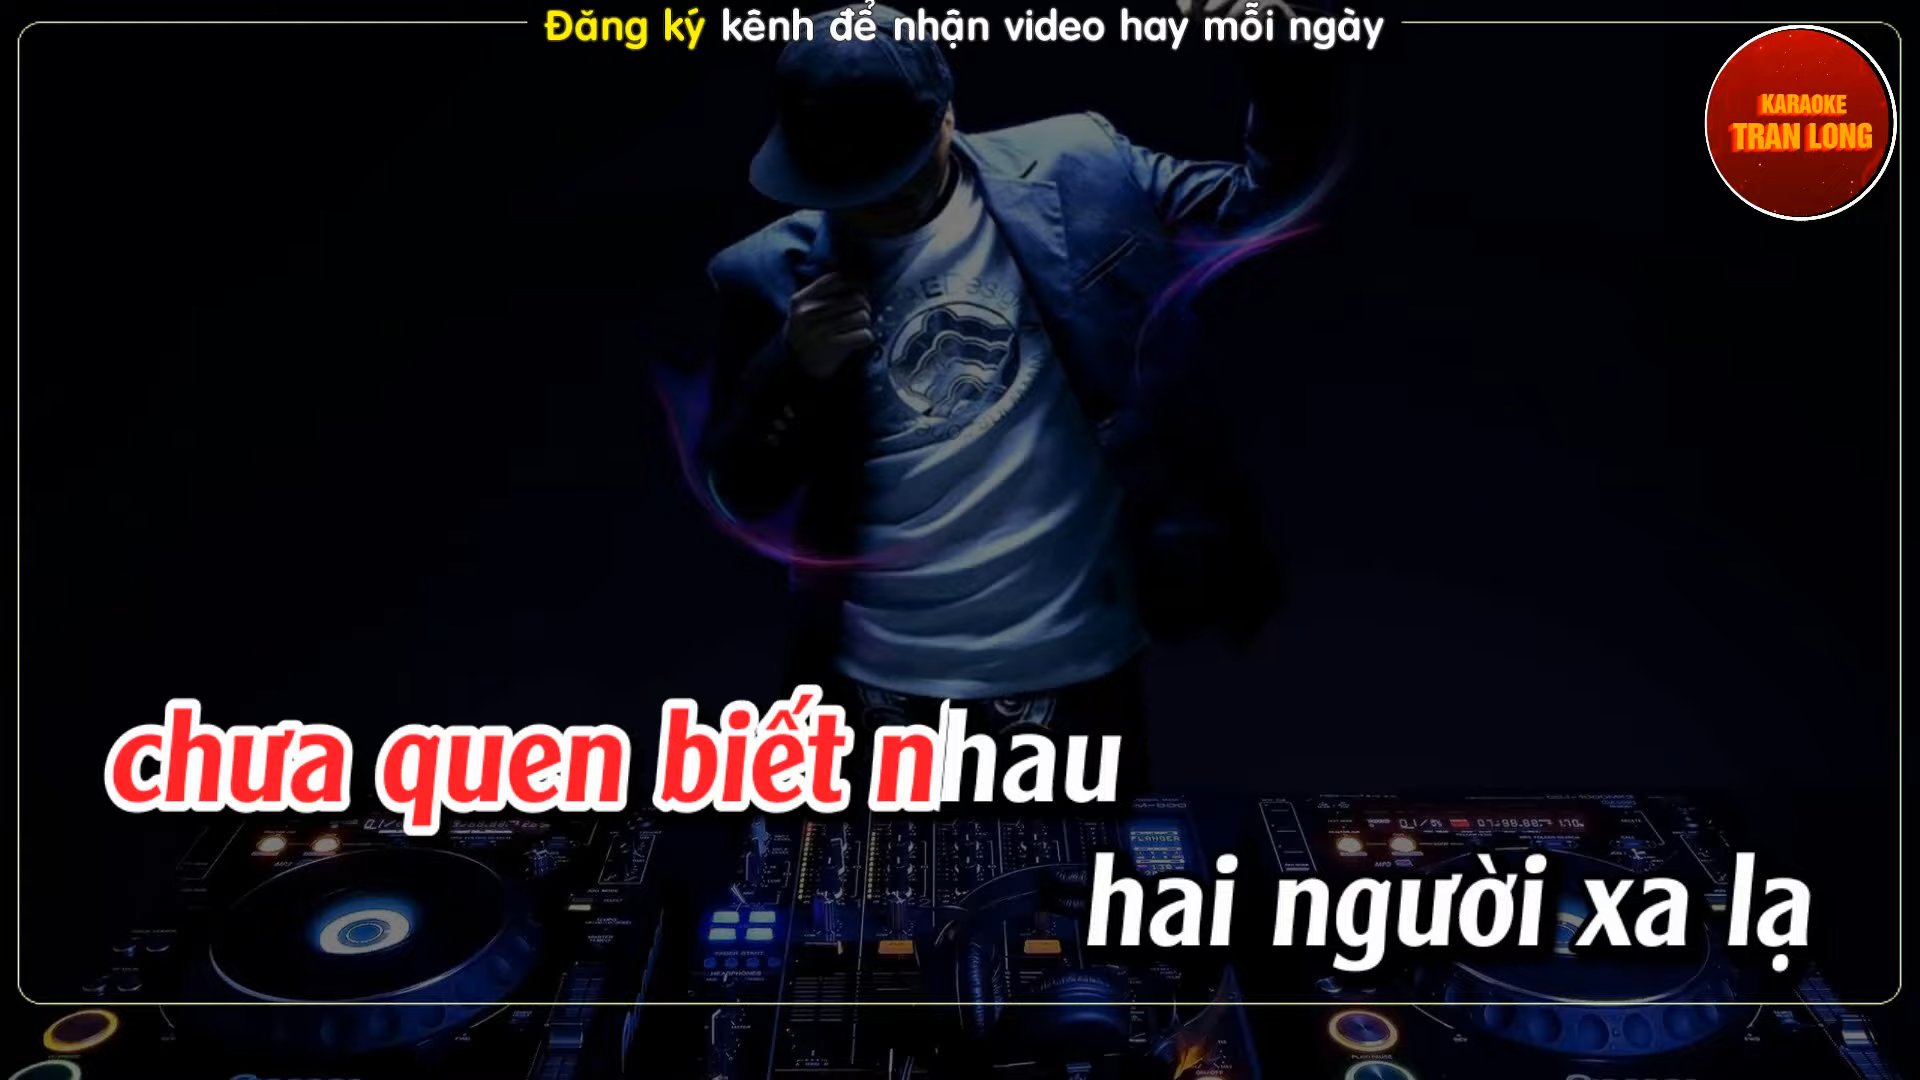 Đăng ký kênh để nhận video hay mỗi ngày
KARAOKE
TRAN LONG
chưa quen biết nhau
hai người xa lạ